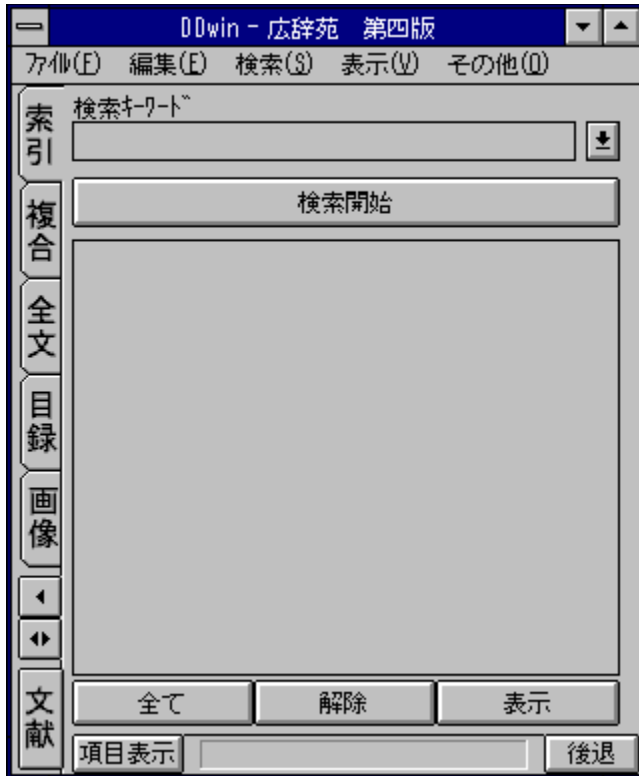 DDwin - 広辞苑　第四版
ﾌｧｲﾙ(F) 編集(E) 検索(S) 表示(V) その他(O)
索引
複合
全文
目録
画像
文献
検索ｷｰﾜｰﾄﾞ
検索開始
全て 解除 表示
項目表示 後退